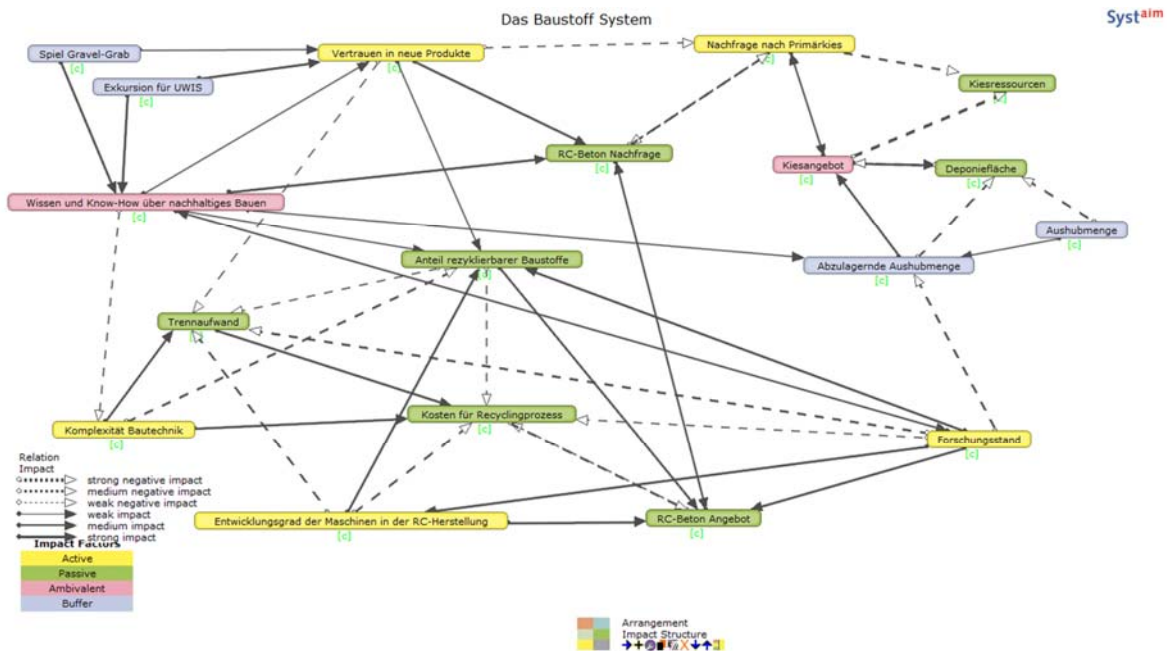 Das Baustoff System
Systaim
Spiel Gravel-Grab
[c]
Vertrauen in neue Produkte
[c]
Nachfrage nach Primärkies
[c]
Exkursion für UWIS
[c]
Kiesressourcen
[c]
RC-Beton Nachfrage
[c]
Kiesangebot
[c]
Deponiefläche
[c]
Wissen und Know-How über nachhaltiges Bauen
[c]
Aushubmenge
[c]
Anteil rezyklierbarer Baustoffe
[c]
Abzulagernde Aushubmenge
[c]
Trennaufwand
[c]
Kosten für Recyclingprozess
[c]
Komplexität Bautechnik
[c]
Forschungsstand
[c]
Entwicklungsgrad der Maschinen in der RC-Herstellung
[c]
RC-Beton Angebot
[c]
Relation
Impact
strong negative impact
medium negative impact
weak negative impact
weak impact
medium impact
strong impact
Impact Factors
Active
Passive
Ambivalent
Buffer
Arrangement
Impact Structure